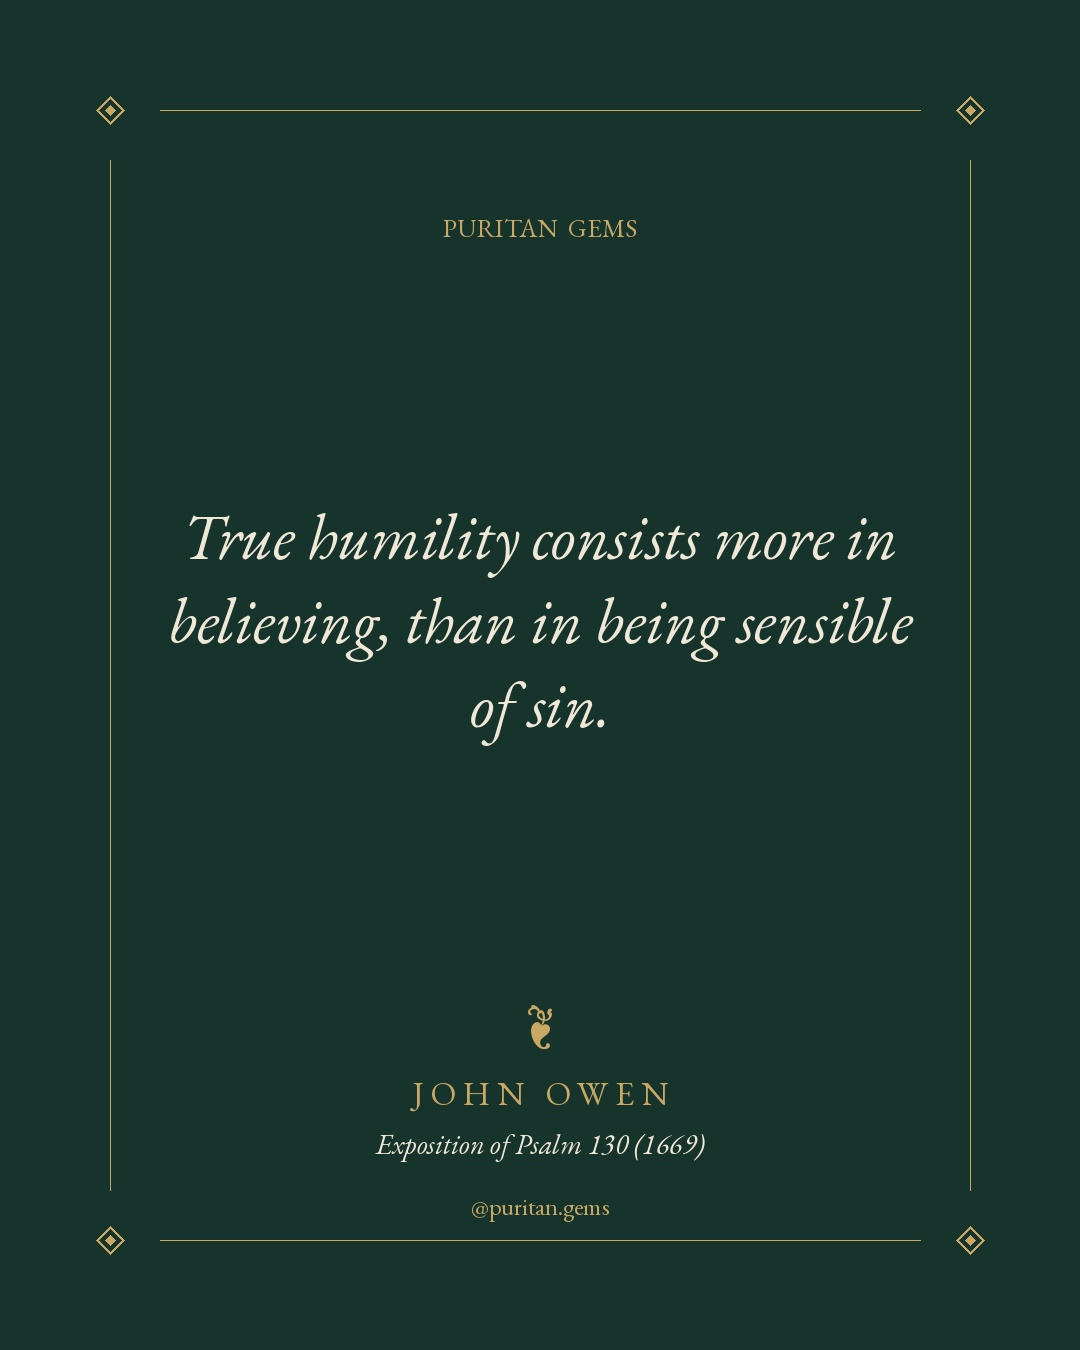 PURITAN GEMS
True humility consists more in
believing, than in being sensible
of sin.
JOHN OWEN
Exposition of Psalm 130 (1669)
@puritan.gems